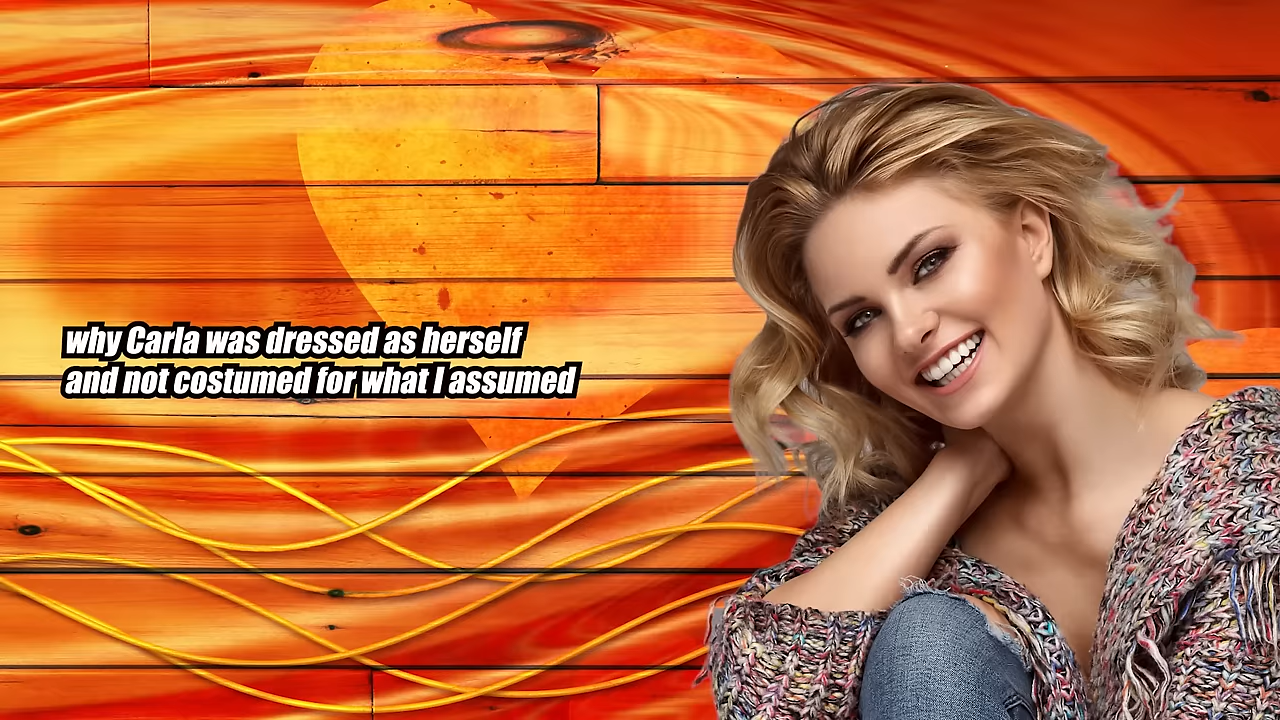 why Carla was dressed as herself
and not costumed for what I assumed